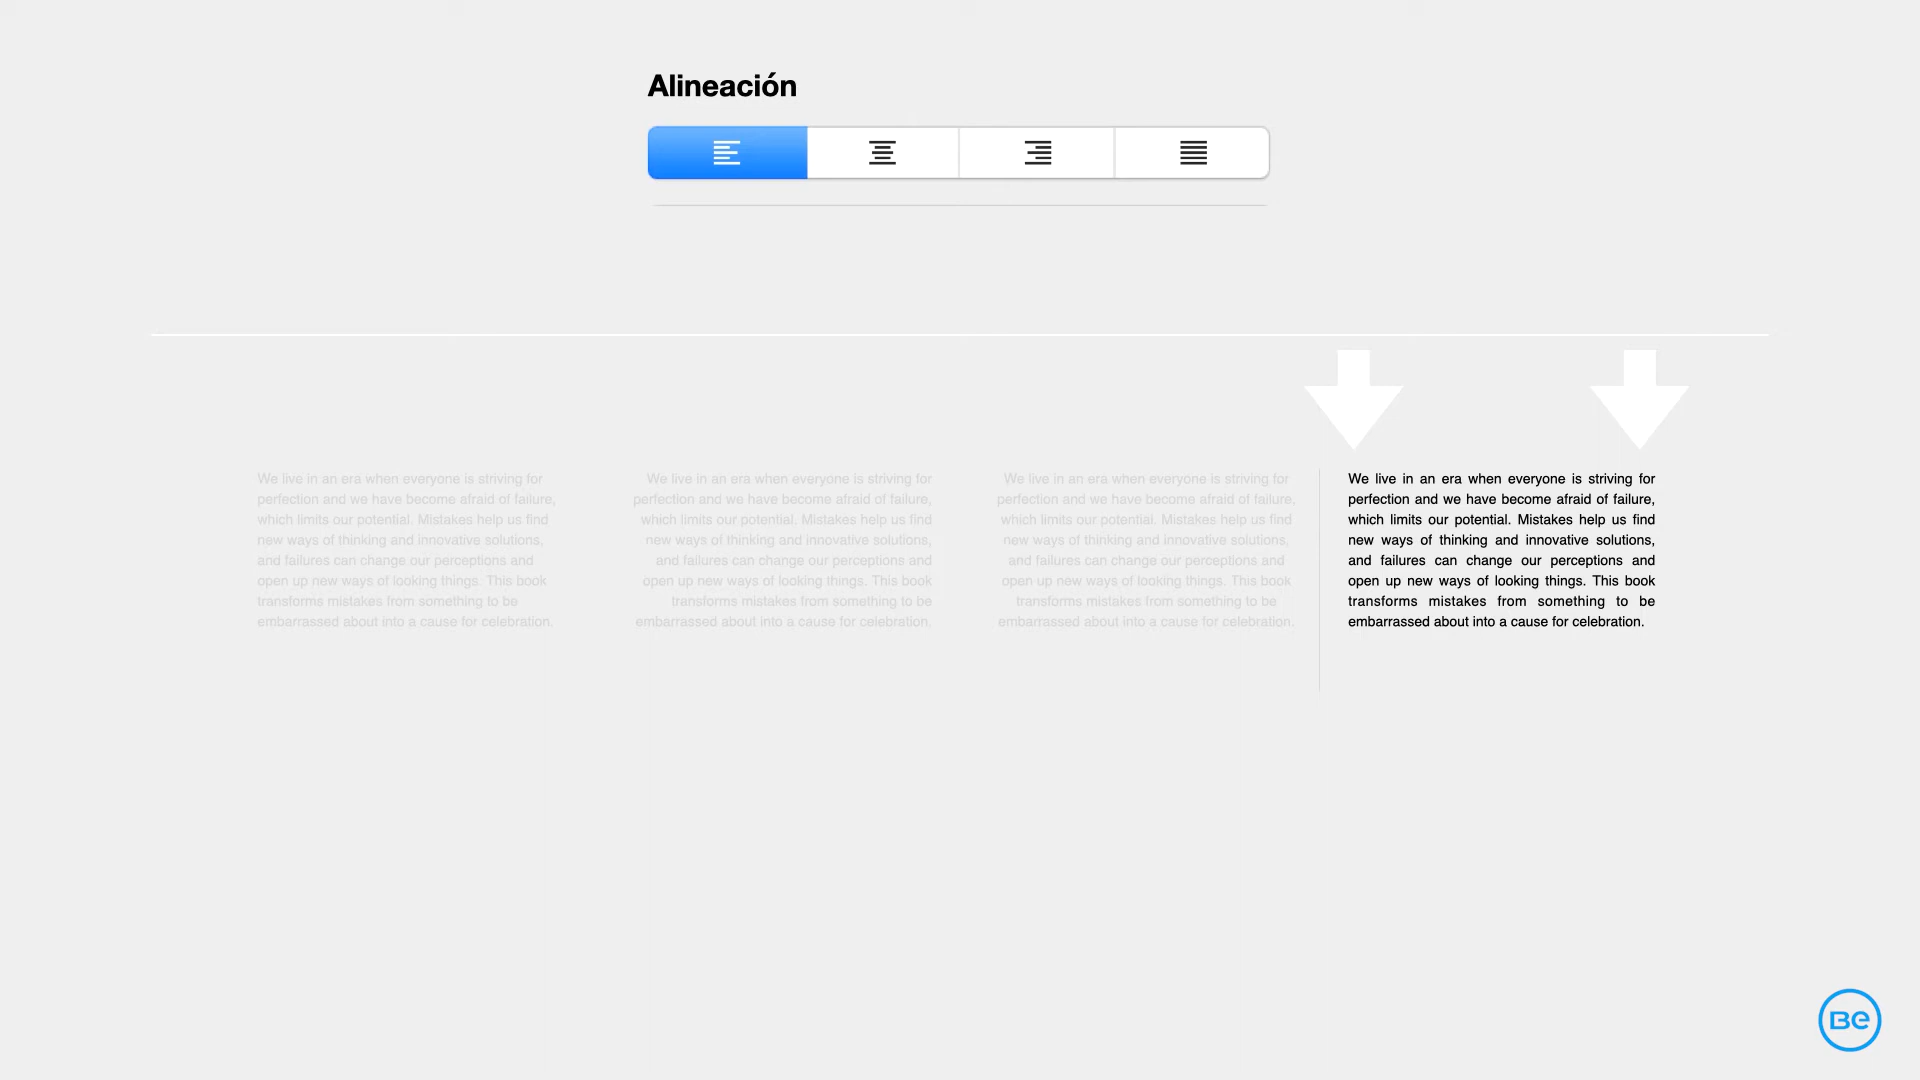 Alineación
We live in an era when everyone is striving for
perfection and we have become afraid of failure,
which limits our potential. Mistakes help us find
new ways of thinking and innovative solutions,
and failures can change our perceptions and
open up new ways of looking things. This book
transforms mistakes from something to be
embarrassed about into a cause for celebration.
We live in an era when everyone is striving for
perfection and we have become afraid of failure,
which limits our potential. Mistakes help us find
new ways of thinking and innovative solutions,
and failures can change our perceptions and
open up new ways of looking things. This book
transforms mistakes from something to be
embarrassed about into a cause for celebration.
We live in an era when everyone is striving for
perfection and we have become afraid of failure,
which limits our potential. Mistakes help us find
new ways of thinking and innovative solutions,
and failures can change our perceptions and
open up new ways of looking things. This book
transforms mistakes from something to be
embarrassed about into a cause for celebration.
We live in an era when everyone is striving for
perfection and we have become afraid of failure,
which limits our potential. Mistakes help us find
new ways of thinking and innovative solutions,
and failures can change our perceptions and
open up new ways of looking things. This book
transforms mistakes from something to be
embarrassed about into a cause for celebration.
Be